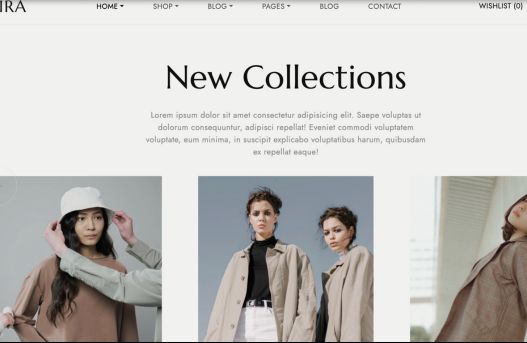 IRA HOME SHOP BLOG PAGES BLOG CONTACT WISHLIST (0)
New Collections
Lorem ipsum dolor sit amet consectetur adipisicing elit. Saepe voluptas ut
dolorum consequuntur, adipisci repellat! Eveniet commodi voluptatem
voluptate, eum minima, in suscipit explicabo voluptatibus harum, quibusdam
ex repellat eaque!